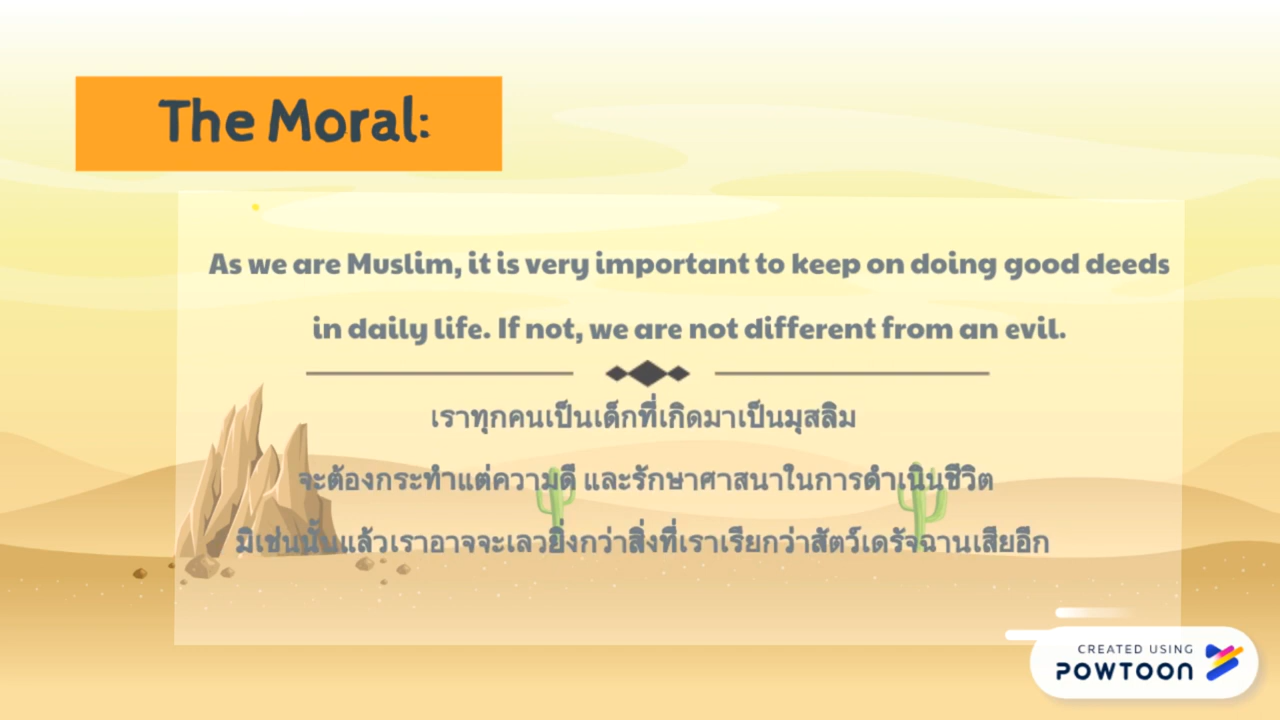 The Moral:
As we are Muslim, it is very important to keep on doing good deeds
in daily life. If not, we are not different from an evil.
เราทุกคนเป็นเด็กที่เกิดมาเป็นมุสลิม
จะต้องกระทำแต่ความดี และรักษาศาสนาในการดำเนินชีวิต
มิเช่นนั้นแล้วเราอาจจะเลวยิ่งกว่าสิ่งที่เราเรียกว่าสัตว์เดรัจฉานเสียอีก
CREATED USING
POWTOON